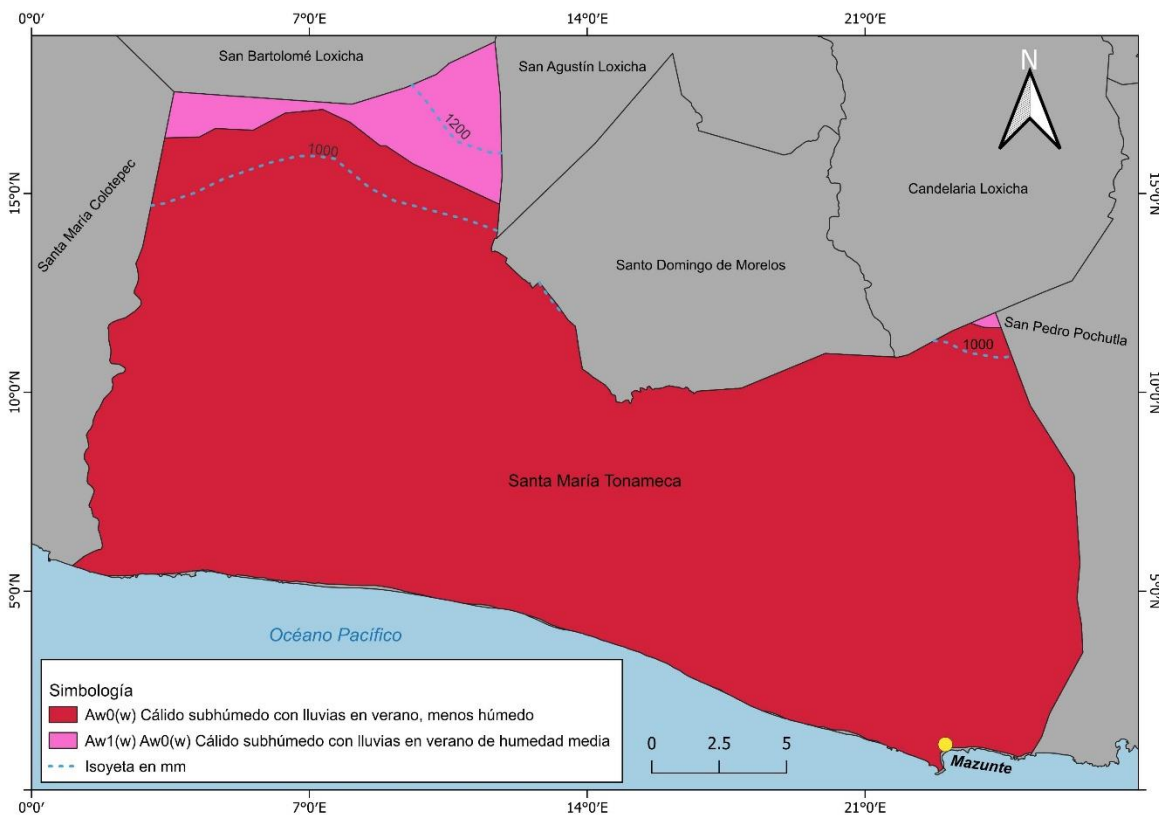 0°0′ 7°0′E 14°0′E 21°0′E
San Bartolomé Loxicha
San Agustín Loxicha
N
1200
1000
Santa María Colotepec
15°0′N
15°0′N
Candelaria Loxicha
Santo Domingo de Morelos
San Pedro Pochutla
1000
10°0′N
10°0′N
Santa María Tonameca
5°0′N
5°0′N
Océano Pacífico
Simbología
Aw0(w) Cálido subhúmedo con lluvias en verano, menos húmedo
Aw1(w) Aw0(w) Cálido subhúmedo con lluvias en verano de humedad media
Isoyeta en mm
0 2.5 5
Mazunte
0°0′ 7°0′E 14°0′E 21°0′E